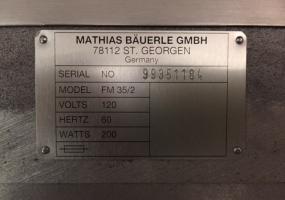 MATHIAS BÄUERLE GMBH
78112 ST. GEORGEN
Germany
SERIAL NO 99351184
MODEL FM 35/2
VOLTS 120
HERTZ 60
WATTS 200